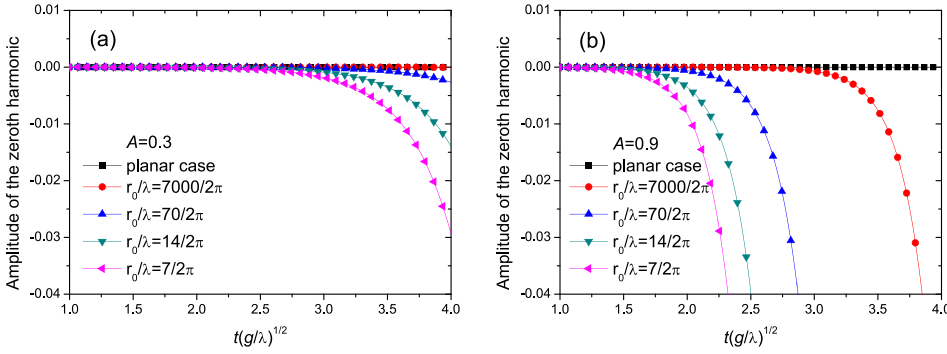 Amplitude of the zeroth harmonic
0.01
0.00
-0.01
-0.02
-0.03
-0.04
(a)
A=0.3
planar case
r₀/λ=7000/2π
r₀/λ=70/2π
r₀/λ=14/2π
r₀/λ=7/2π
1.0 1.5 2.0 2.5 3.0 3.5 4.0
t(g/λ)^1/2
Amplitude of the zeroth harmonic
0.01
0.00
-0.01
-0.02
-0.03
-0.04
(b)
A=0.9
planar case
r₀/λ=7000/2π
r₀/λ=70/2π
r₀/λ=14/2π
r₀/λ=7/2π
1.0 1.5 2.0 2.5 3.0 3.5 4.0
t(g/λ)^1/2